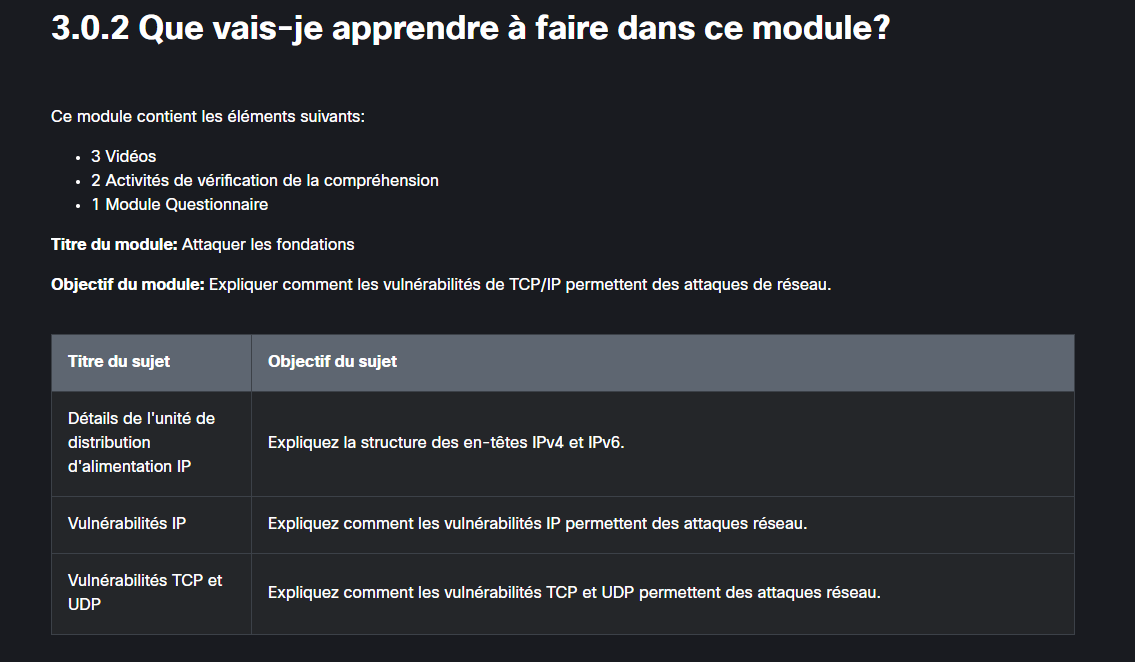 3.0.2 Que vais-je apprendre à faire dans ce module?
Ce module contient les éléments suivants:
• 3 Vidéos
• 2 Activités de vérification de la compréhension
• 1 Module Questionnaire
Titre du module: Attaquer les fondations
Objectif du module: Expliquer comment les vulnérabilités de TCP/IP permettent des attaques de réseau.
Titre du sujet
Objectif du sujet
Détails de l'unité de
distribution
d'alimentation IP
Expliquez la structure des en-têtes IPv4 et IPv6.
Vulnérabilités IP
Expliquez comment les vulnérabilités IP permettent des attaques réseau.
Vulnérabilités TCP et
UDP
Expliquez comment les vulnérabilités TCP et UDP permettent des attaques réseau.